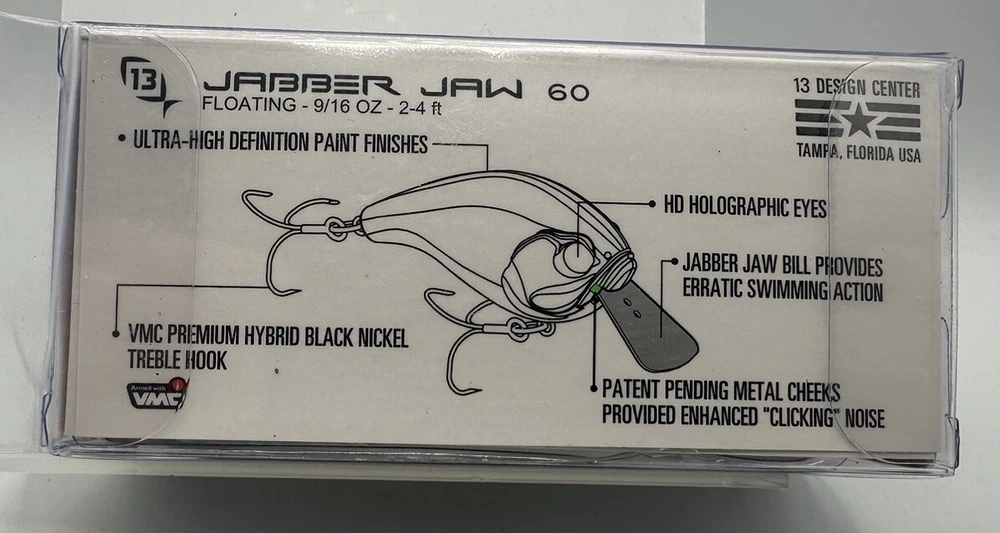 13
JABBER JAW 60
FLOATING - 9/16 OZ - 2-4 ft
13 DESIGN CENTER
TAMPA, FLORIDA USA
• ULTRA-HIGH DEFINITION PAINT FINISHES
• HD HOLOGRAPHIC EYES
• JABBER JAW BILL PROVIDES
ERRATIC SWIMMING ACTION
• VMC PREMIUM HYBRID BLACK NICKEL
TREBLE HOOK
Armed with
VMC
• PATENT PENDING METAL CHEEKS
PROVIDED ENHANCED "CLICKING" NOISE